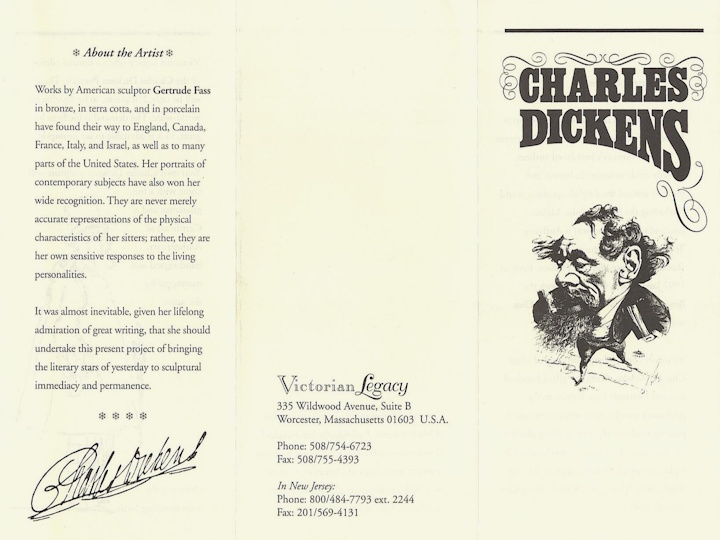 About the Artist
Works by American sculptor Gertrude Fass
in bronze, in terra cotta, and in porcelain
have found their way to England, Canada,
France, Italy, and Israel, as well as to many
parts of the United States. Her portraits of
contemporary subjects have also won her
wide recognition. They are never merely
accurate representations of the physical
characteristics of her sitters; rather, they are
her own sensitive responses to the living
personalities.
It was almost inevitable, given her lifelong
admiration of great writing, that she should
undertake this present project of bringing
the literary stars of yesterday to sculptural
immediacy and permanence.
Charles Dickens
Victorian Legacy
335 Wildwood Avenue, Suite B
Worcester, Massachusetts 01603 U.S.A.
Phone: 508/754-6723
Fax: 508/755-4393
In New Jersey:
Phone: 800/484-7793 ext. 2244
Fax: 201/569-4131
CHARLES
DICKENS